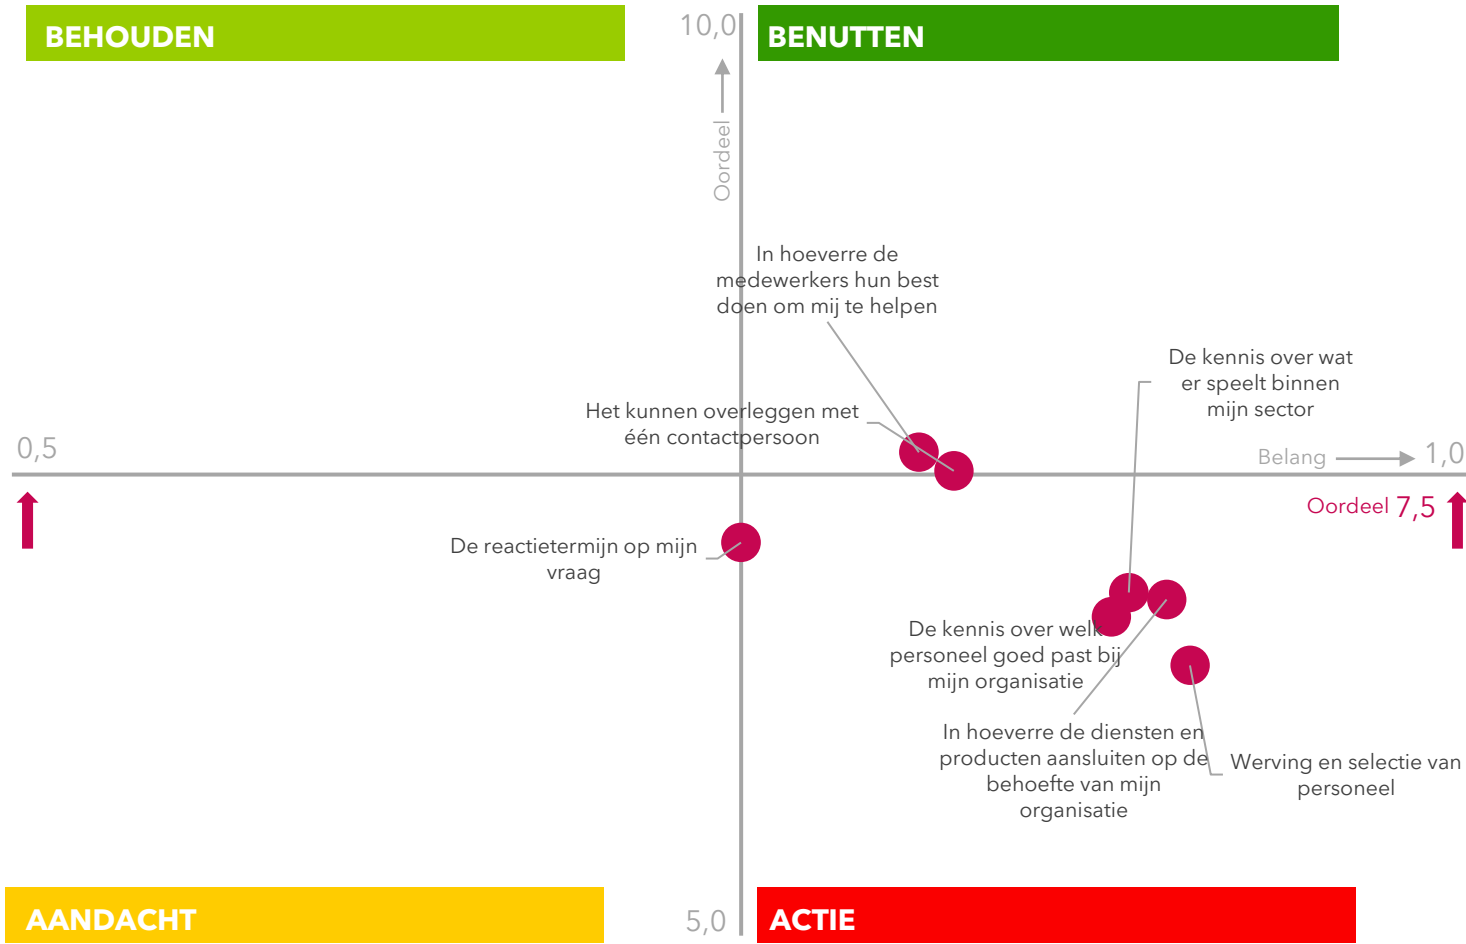 BEHOUDEN
10,0
BENUTTEN
Oordeel
In hoeverre de
medewerkers hun best
doen om mij te helpen
De kennis over wat
er speelt binnen
mijn sector
Het kunnen overleggen met
één contactpersoon
0,5
Belang
1,0
Oordeel 7,5
De reactietermijn op mijn
vraag
De kennis over welk
personeel goed past bij
mijn organisatie
In hoeverre de diensten en
producten aansluiten op de
behoefte van mijn
organisatie
Werving en selectie van
personeel
AANDACHT
5,0
ACTIE